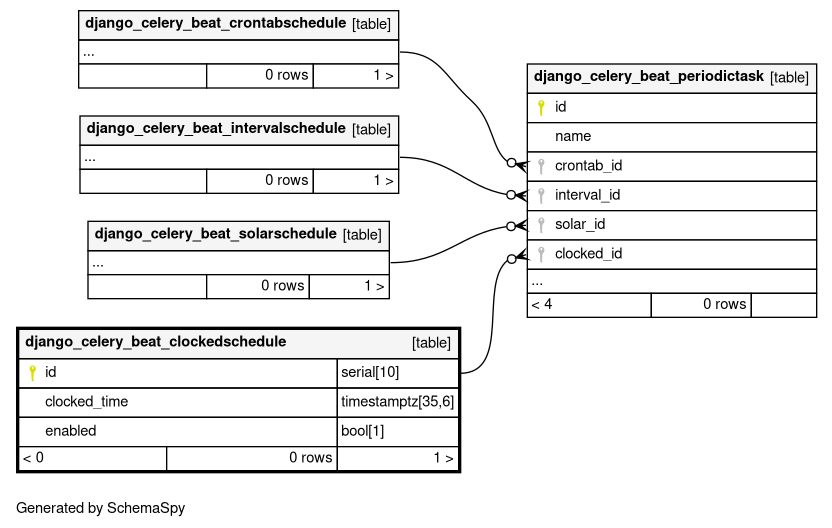 django_celery_beat_crontabschedule [table]
...
0 rows 1 >
django_celery_beat_intervalschedule [table]
...
0 rows 1 >
django_celery_beat_solarschedule [table]
...
0 rows 1 >
django_celery_beat_clockedschedule [table]
id serial[10]
clocked_time timestamptz[35,6]
enabled bool[1]
< 0 0 rows 1 >
django_celery_beat_periodictask [table]
id
name
crontab_id
interval_id
solar_id
clocked_id
...
< 4 0 rows
Generated by SchemaSpy